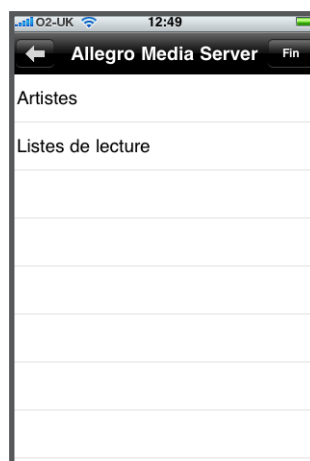 O2-UK 12:49
Allegro Media Server Fin
Artistes
Listes de lecture